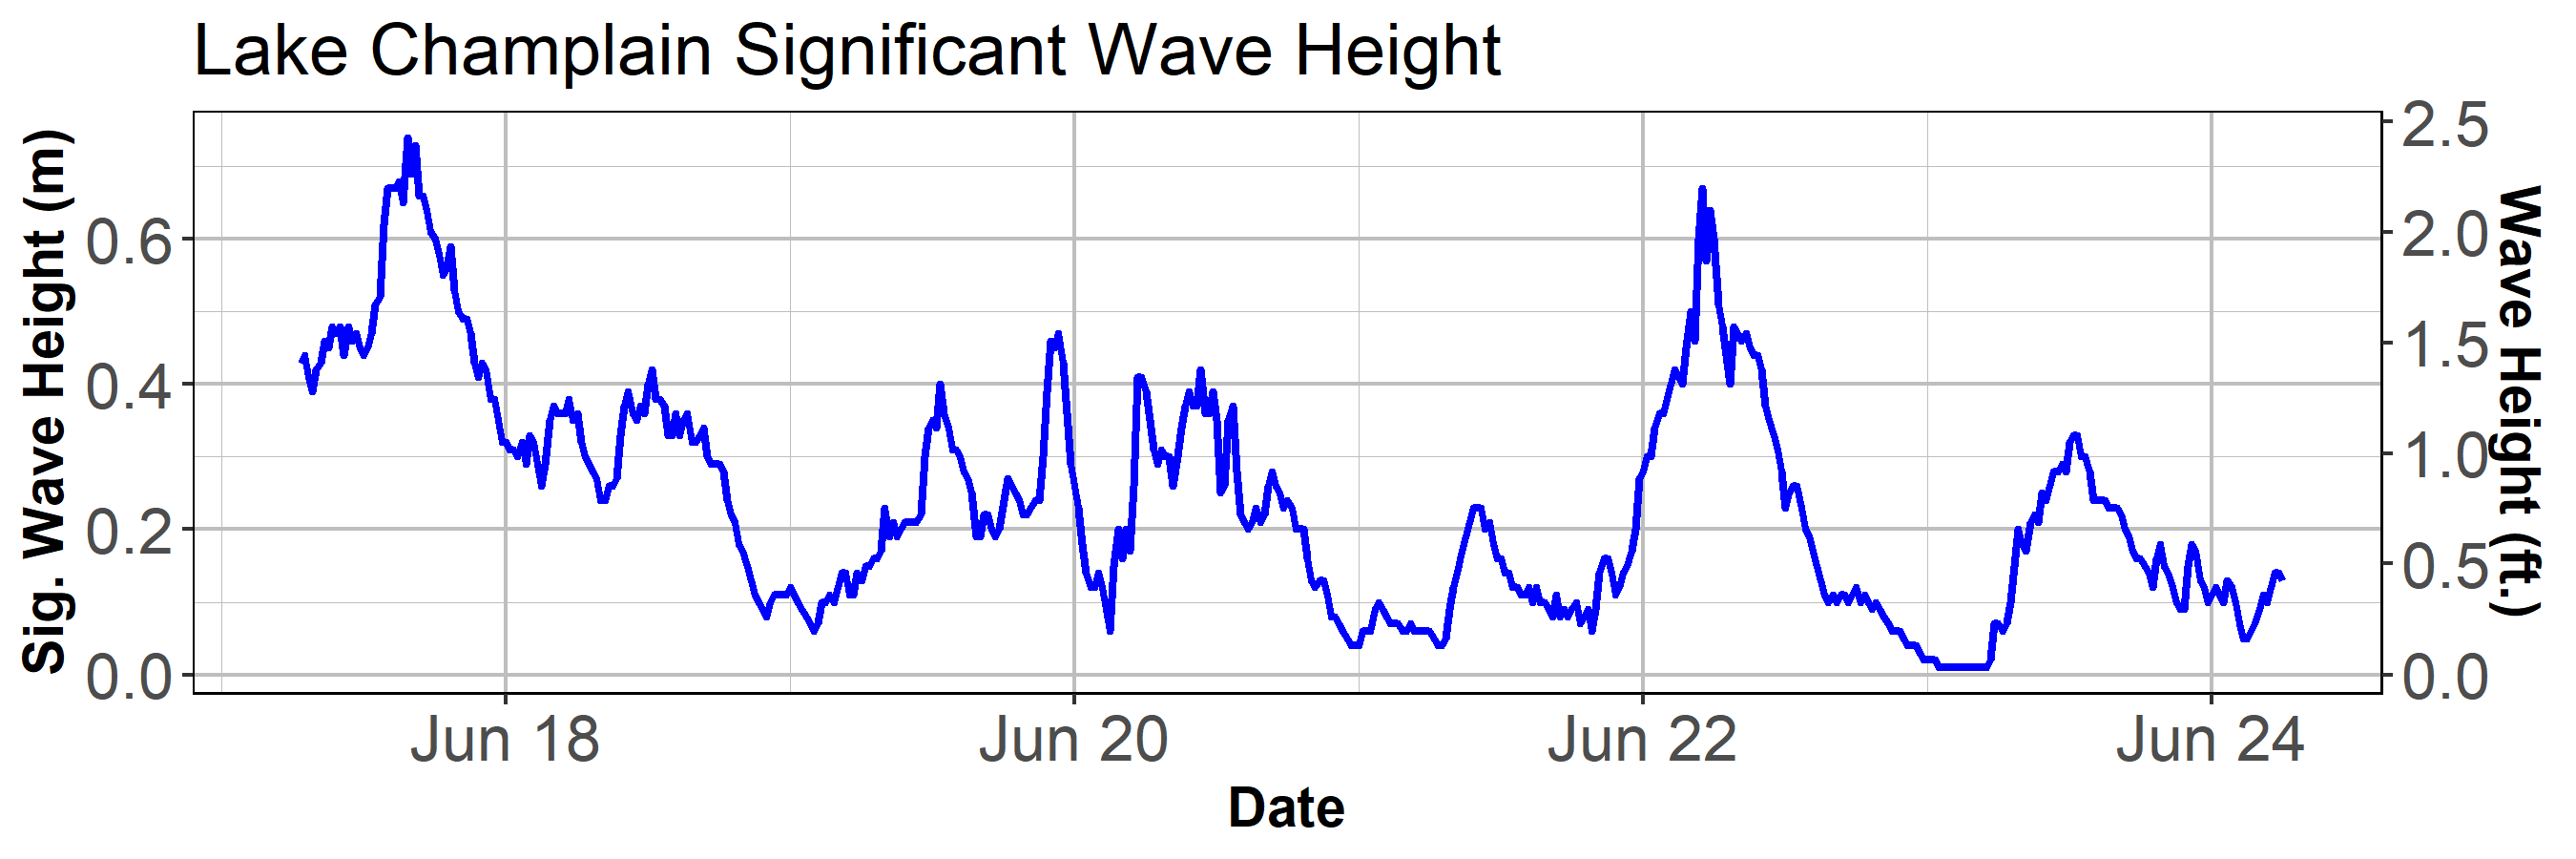 Lake Champlain Significant Wave Height
Sig. Wave Height (m)
0.6
0.4
0.2
0.0
2.5
2.0
1.5
1.0
0.5
0.0
Wave Height (ft.)
Jun 18
Jun 20
Jun 22
Jun 24
Date